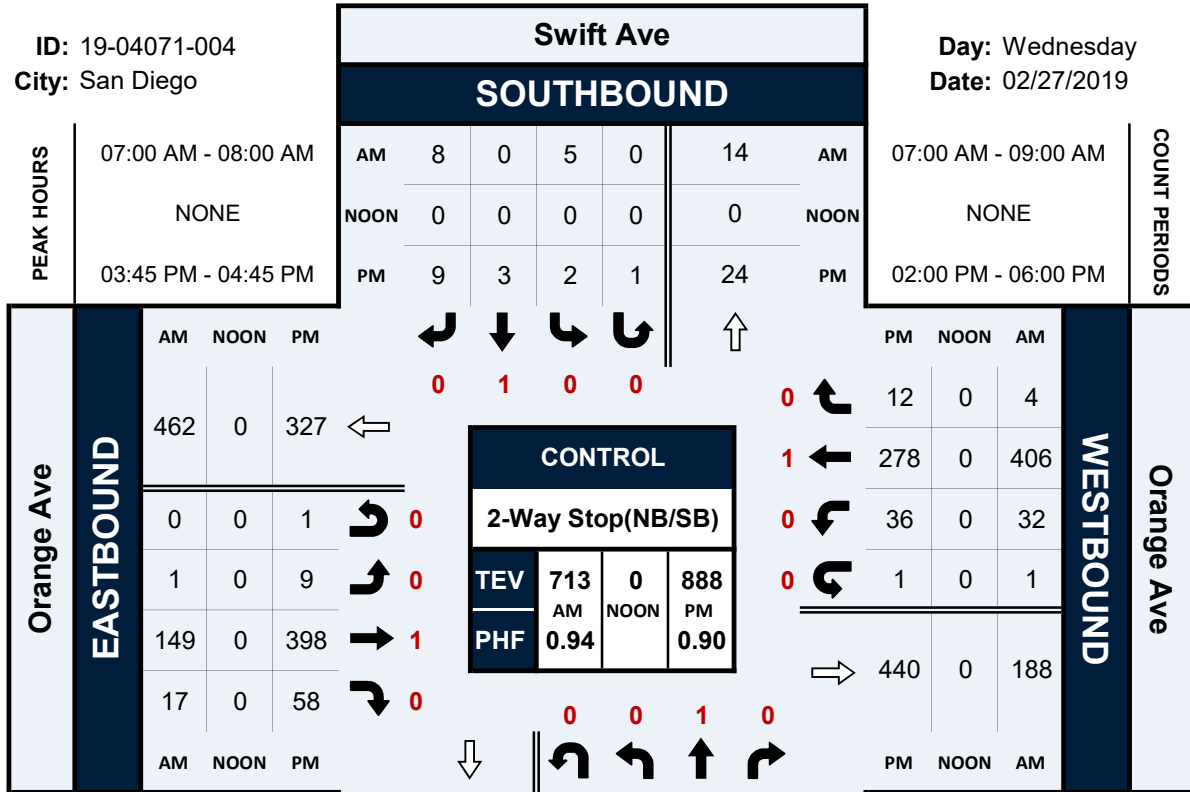 ID: 19-04071-004
City: San Diego
Swift Ave
SOUTHBOUND
Day: Wednesday
Date: 02/27/2019
PEAK HOURS
07:00 AM - 08:00 AM
NONE
03:45 PM - 04:45 PM
AM 8 0 5 0 14 AM
NOON 0 0 0 0 0 NOON
PM 9 3 2 1 24 PM
07:00 AM - 09:00 AM
NONE
02:00 PM - 06:00 PM
COUNT PERIODS
0 1 0 0
Orange Ave
EASTBOUND
AM NOON PM
462 0 327
0 0 1 0
1 0 9 0
149 0 398 1
17 0 58 0
AM NOON PM
CONTROL
2-Way Stop(NB/SB)
TEV 713 0 888
AM NOON PM
PHF 0.94 0.90
PM NOON AM
0 12 0 4
1 278 0 406
0 36 0 32
0 1 0 1
440 0 188
PM NOON AM
WESTBOUND
Orange Ave
0 0 1 0